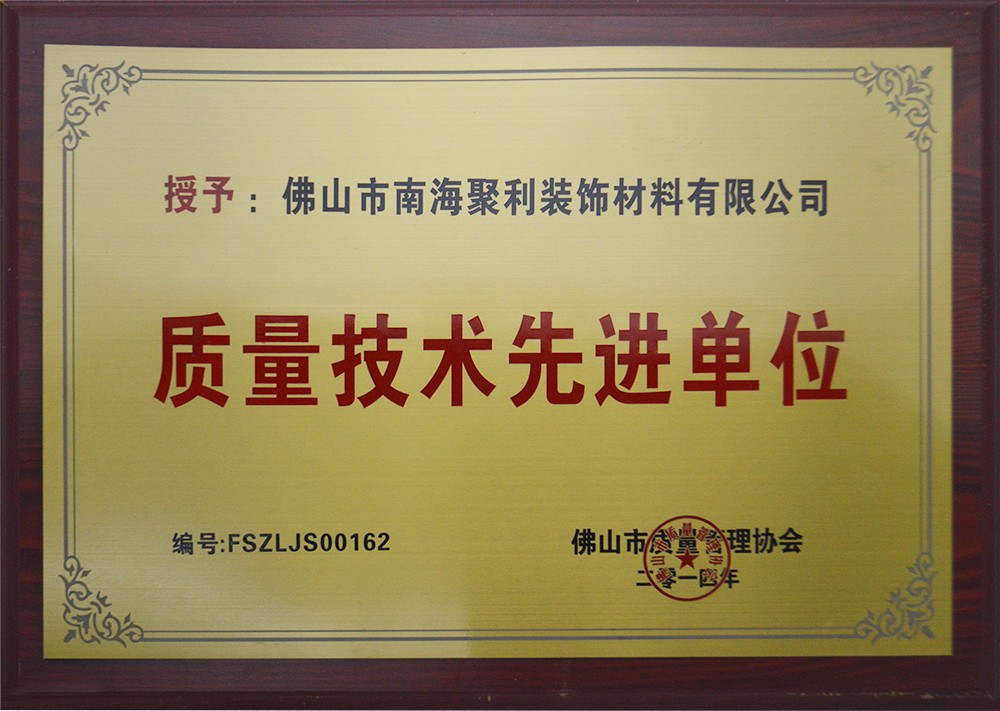 授予：佛山市南海聚利装饰材料有限公司
质量技术先进单位
编号:FSZLJS00162
佛山市质量管理协会
二零一四年